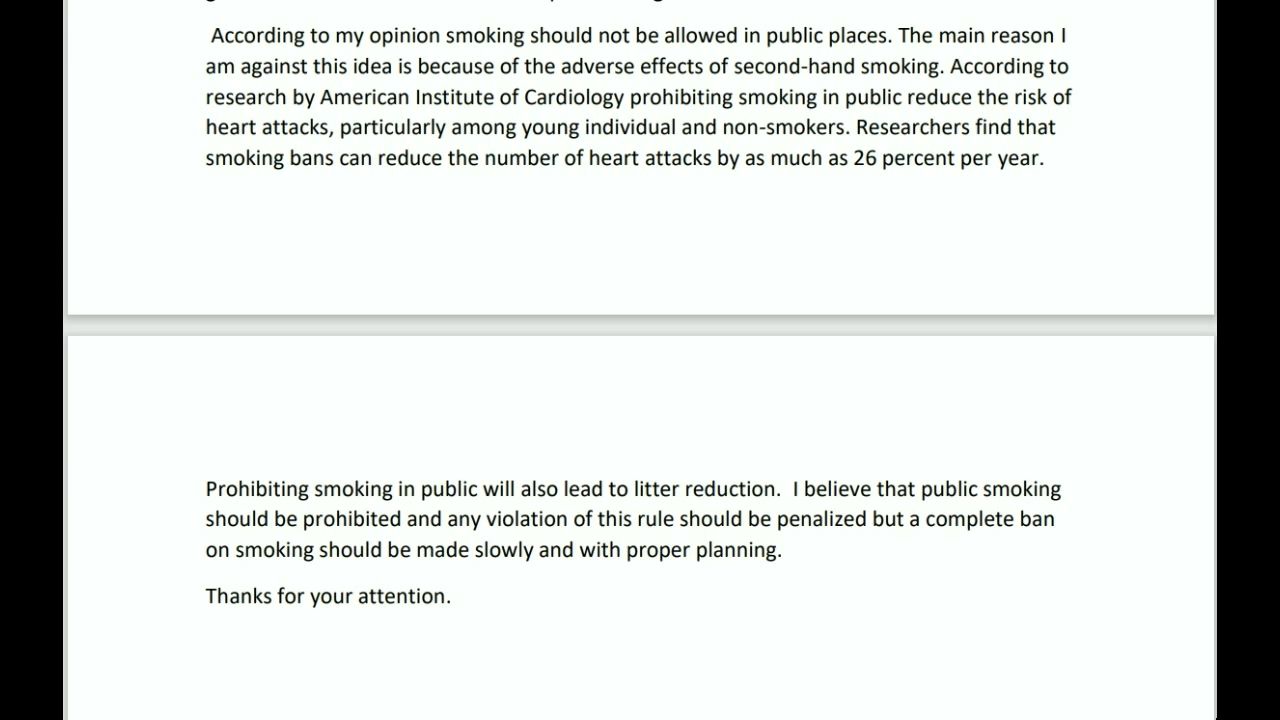 According to my opinion smoking should not be allowed in public places. The main reason I
am against this idea is because of the adverse effects of second-hand smoking. According to
research by American Institute of Cardiology prohibiting smoking in public reduce the risk of
heart attacks, particularly among young individual and non-smokers. Researchers find that
smoking bans can reduce the number of heart attacks by as much as 26 percent per year.
Prohibiting smoking in public will also lead to litter reduction.  I believe that public smoking
should be prohibited and any violation of this rule should be penalized but a complete ban
on smoking should be made slowly and with proper planning.
Thanks for your attention.